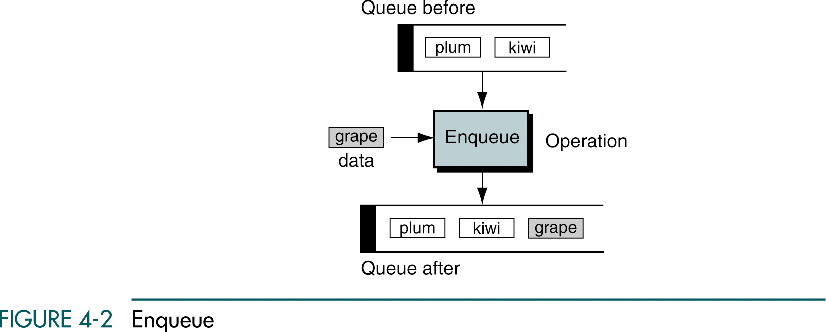 Queue before
plum kiwi
grape
data
Enqueue
Operation
plum kiwi grape
Queue after
FIGURE 4-2 Enqueue